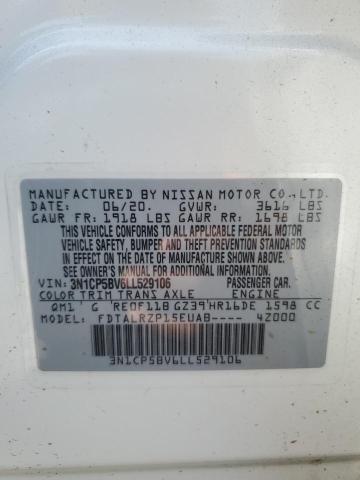 MANUFACTURED BY NISSAN MOTOR CO., LTD.
DATE: 06/20. GVWR: 3616 LBS
GAWR FR: 1918 LBS GAWR RR: 1698 LBS
THIS VEHICLE CONFORMS TO ALL APPLICABLE FEDERAL MOTOR
VEHICLE SAFETY, BUMPER AND THEFT PREVENTION STANDARDS
IN EFFECT ON THE DATE OF MANUFACTURE SHOWN ABOVE.
SEE OWNER'S MANUAL FOR ADDITIONAL INFORMATION.
VIN: 3N1CP5BV6LL529106 PASSENGER CAR.
COLOR TRIM TRANS AXLE ENGINE
QM1 G RE0F11B GZ39 HR16DE 1598 CC
MODEL: FDTALRZP15EUAB---- 42000
3N1CP5BV6LL529106